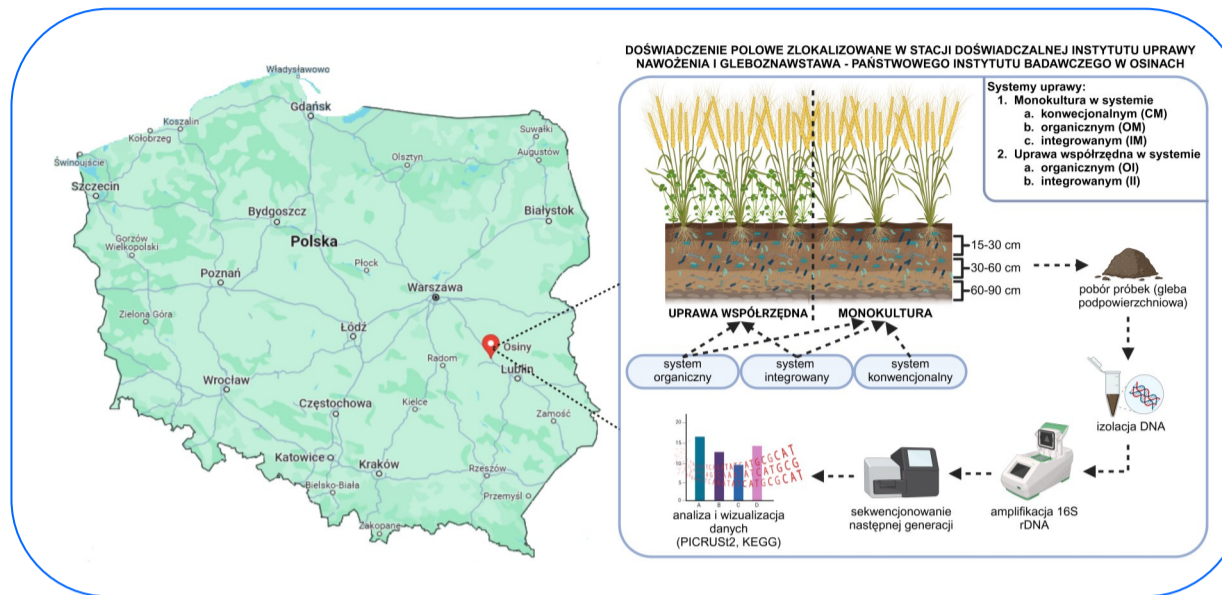 Władysławowo
Gdańsk
Koszalin
Kołobrzeg
Suwałki
Augustów
Olsztyn
Świnoujście
Szczecin
Białystok
Bydgoszcz
Gorzów
Wielkopolski
Polska
Płock
Poznań
Warszawa
Zielona Góra
Łódź
Osiny
Radom
Lublin
Wrocław
Częstochowa
Kielce
Zamość
Katowice
Kraków
Rzeszów
Bielsko-Biała
Przemyśl
Zakopane
DOŚWIADCZENIE POLOWE ZLOKALIZOWANE W STACJI DOŚWIADCZALNEJ INSTYTUTU UPRAWY
NAWOŻENIA I GLEBOZNAWSTAWA - PAŃSTWOWEGO INSTYTUTU BADAWCZEGO W OSINACH
Systemy uprawy:
1. Monokultura w systemie
a. konwecjonalnym (CM)
b. organicznym (OM)
c. integrowanym (IM)
2. Uprawa współrzędna w systemie
a. organicznym (OI)
b. integrowanym (II)
15-30 cm
30-60 cm
60-90 cm
UPRAWA WSPÓŁRZĘDNA
MONOKULTURA
pobór próbek (gleba
podpowierzchniowa)
system
organiczny
system
integrowany
system
konwencjonalny
izolacja DNA
amplifikacja 16S
rDNA
sekwencjonowanie
następnej generacji
20
15
10
5
0
A B C D
analiza i wizualizacja
danych
(PICRUSt2, KEGG)